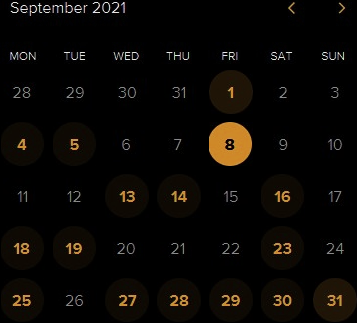 September 2021 < >
MON TUE WED THU FRI SAT SUN
28 29 30 31 1 2 3
4 5 6 7 8 9 10
11 12 13 14 15 16 17
18 19 20 21 22 23 24
25 26 27 28 29 30 31